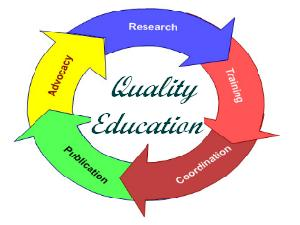 Research
Training
Coordination
Publication
Advocacy
Quality
Education